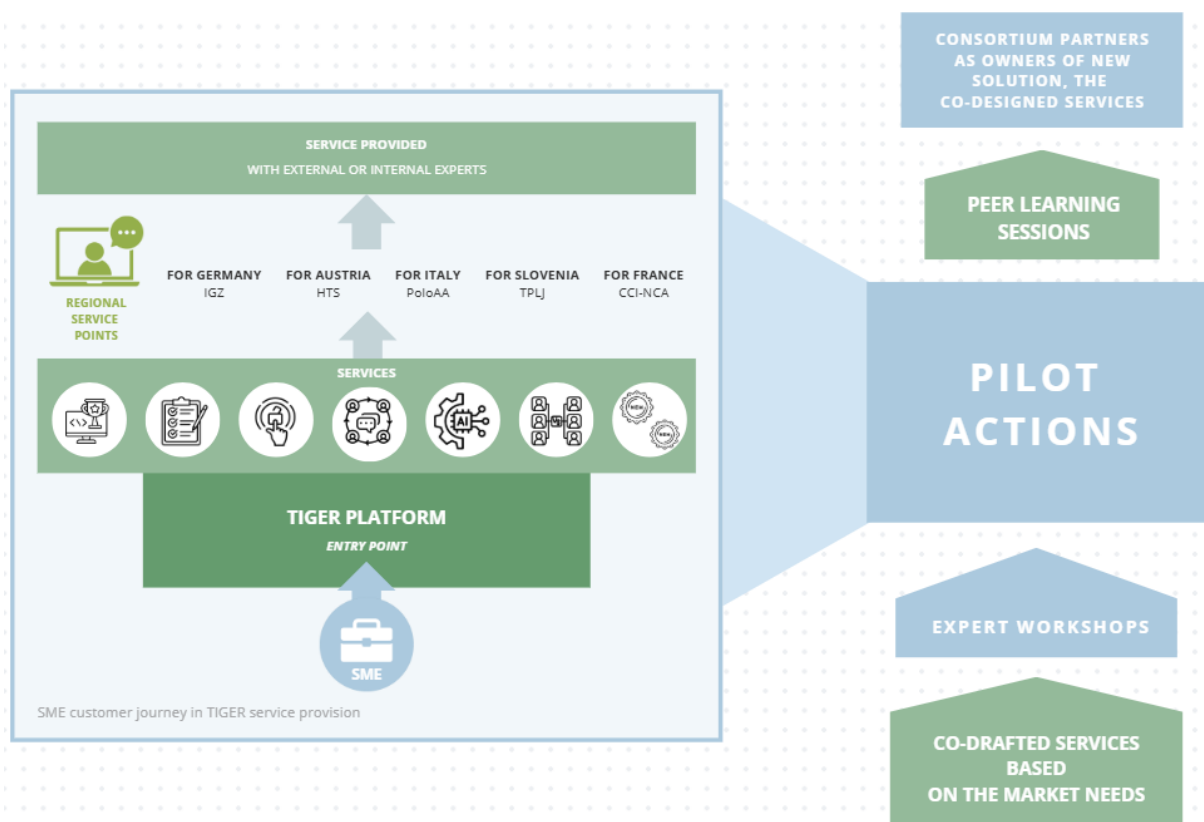 CONSORTIUM PARTNERS
AS OWNERS OF NEW
SOLUTION, THE
CO-DESIGNED SERVICES
PEER LEARNING
SESSIONS
PILOT
ACTIONS
EXPERT WORKSHOPS
CO-DRAFTED SERVICES
BASED
ON THE MARKET NEEDS
SERVICE PROVIDED
WITH EXTERNAL OR INTERNAL EXPERTS
REGIONAL
SERVICE
POINTS
FOR GERMANY
IGZ
FOR AUSTRIA
HTS
FOR ITALY
PoloAA
FOR SLOVENIA
TPLJ
FOR FRANCE
CCI-NCA
SERVICES
</>
AI
NEW
NEW
TIGER PLATFORM
ENTRY POINT
SME
SME customer journey in TIGER service provision